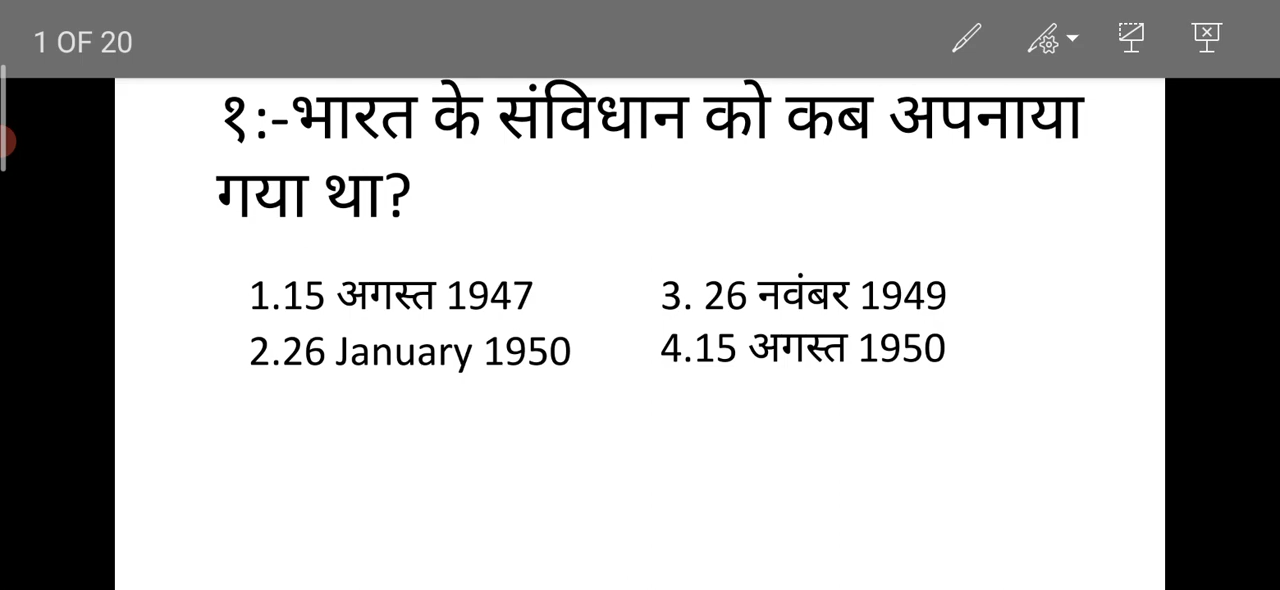 1 OF 20
१:-भारत के संविधान को कब अपनाया
गया था?
1.15 अगस्त 1947
2.26 January 1950
3. 26 नवंबर 1949
4.15 अगस्त 1950